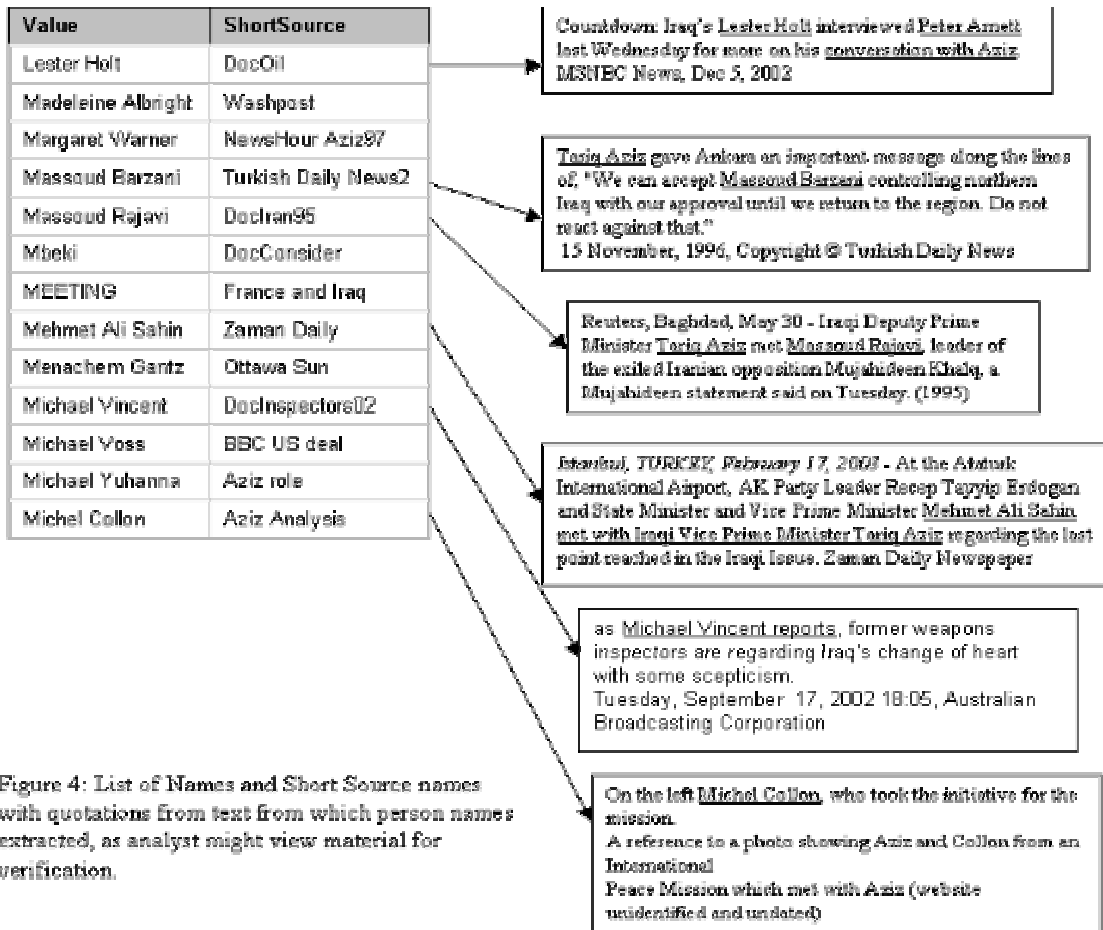 Value ShortSource
Lester Holt DocOil
Madeleine Albright Washpost
Margaret Warner NewsHour Aziz97
Massoud Barzani Turkish Daily News2
Massoud Rajavi DocIran95
Mbeki DocConsider
MEETING France and Iraq
Mehmet Ali Sahin Zaman Daily
Menachem Gantz Ottawa Sun
Michael Vincent DocInspectors02
Michael Voss BBC US deal
Michael Yuhanna Aziz role
Michel Collon Aziz Analysis
Countdown: Iraq's Lester Holt interviewed Peter Arnett
last Wednesday for more on his conversation with Aziz
MSNBC News, Dec 5, 2002
Tariq Aziz gave Ankara an important message along the lines
of, "We can accept Massoud Barzani controlling northern
Iraq with our approval until we return to the region. Do not
react against that."
15 November, 1996, Copyright © Turkish Daily News
Reuters, Baghdad, May 30 - Iraqi Deputy Prime
Minister Tariq Aziz met Massoud Rajavi, leader of
the exiled Iranian opposition Mujahideen Khalq, a
Mujahideen statement said on Tuesday. (1995)
Istanbul, TURKEY, February 17, 2003 - At the Ataturk
International Airport, AK Party Leader Recep Tayyip Erdogan
and State Minister and Vice Prime Minister Mehmet Ali Sahin
met with Iraqi Vice Prime Minister Tariq Aziz regarding the last
point reached in the Iraqi Issue. Zaman Daily Newspaper
as Michael Vincent reports, former weapons
inspectors are regarding Iraq's change of heart
with some scepticism.
Tuesday, September 17, 2002 18:05, Australian
Broadcasting Corporation
On the left Michel Collon, who took the initiative for the
mission.
A reference to a photo showing Aziz and Collon from an
International
Peace Mission which met with Aziz (website
unidentified and undated)
Figure 4: List of Names and Short Source names
with quotations from text from which person names
extracted, as analyst might view material for
verification.